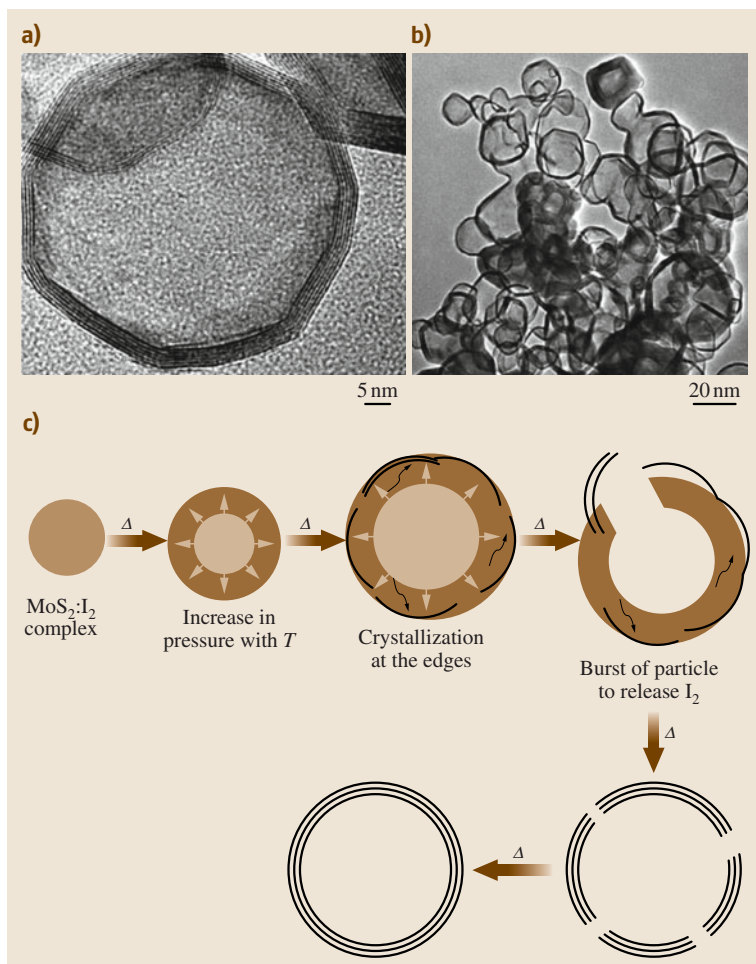 a)
b)
5 nm
20 nm
c)
Δ
Δ
Δ
MoS₂:I₂
complex
Increase in
pressure with T
Crystallization
at the edges
Burst of particle
to release I₂
Δ
Δ